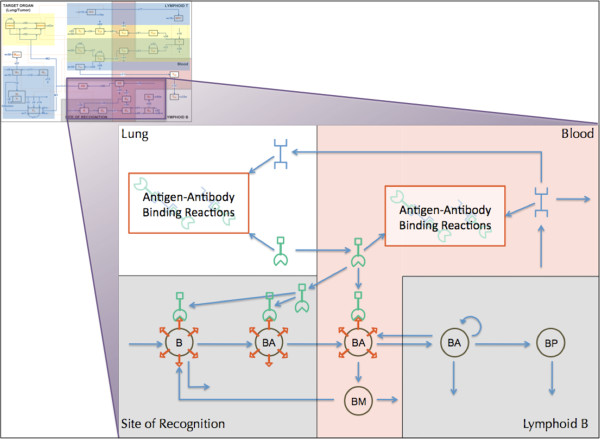 TARGET ORGAN
(Lung/Tumor)
LYMPHOID T
Blood
SITE OF RECOGNITION
LYMPHOID B
Lung
Blood
Antigen-Antibody
Binding Reactions
Antigen-Antibody
Binding Reactions
B
BA
BA
BA
BP
BM
Site of Recognition
Lymphoid B